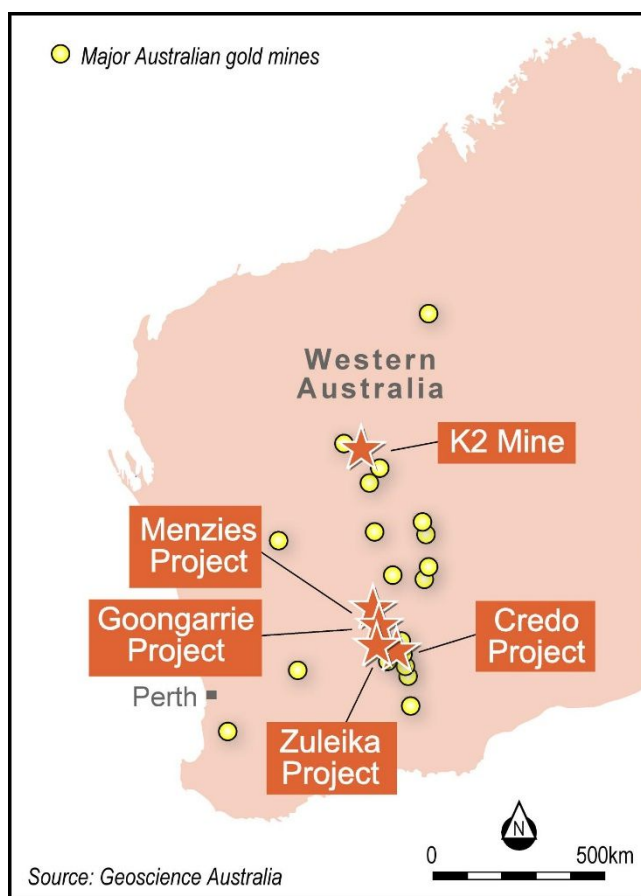 Major Australian gold mines
Western
Australia
K2 Mine
Menzies
Project
Goongarrie
Project
Credo
Project
Perth
Zuleika
Project
N
0
500km
Source: Geoscience Australia